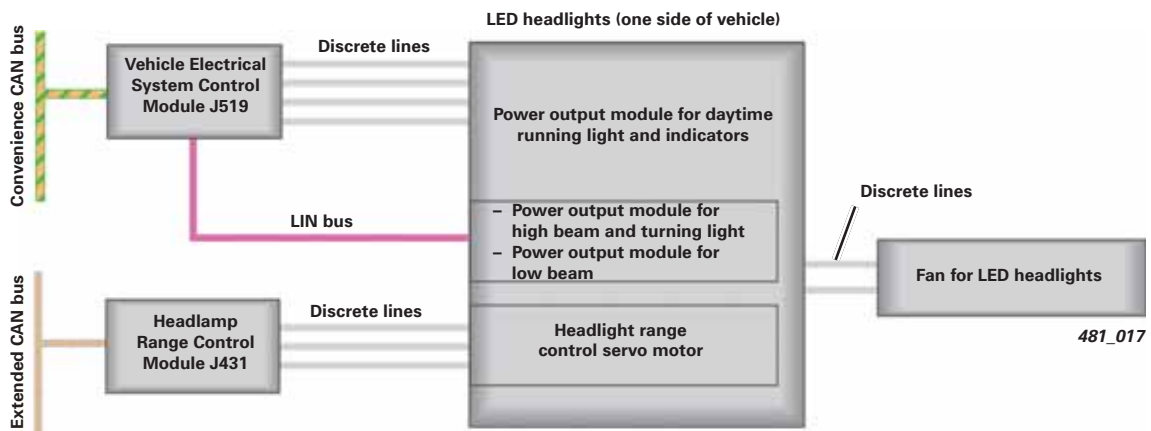 LED headlights (one side of vehicle)
Convenience CAN bus
Vehicle Electrical
System Control
Module J519
Discrete lines
Power output module for daytime
running light and indicators
LIN bus
– Power output module for
high beam and turning light
– Power output module for
low beam
Discrete lines
Fan for LED headlights
Extended CAN bus
Headlamp
Range Control
Module J431
Discrete lines
Headlight range
control servo motor
481_017